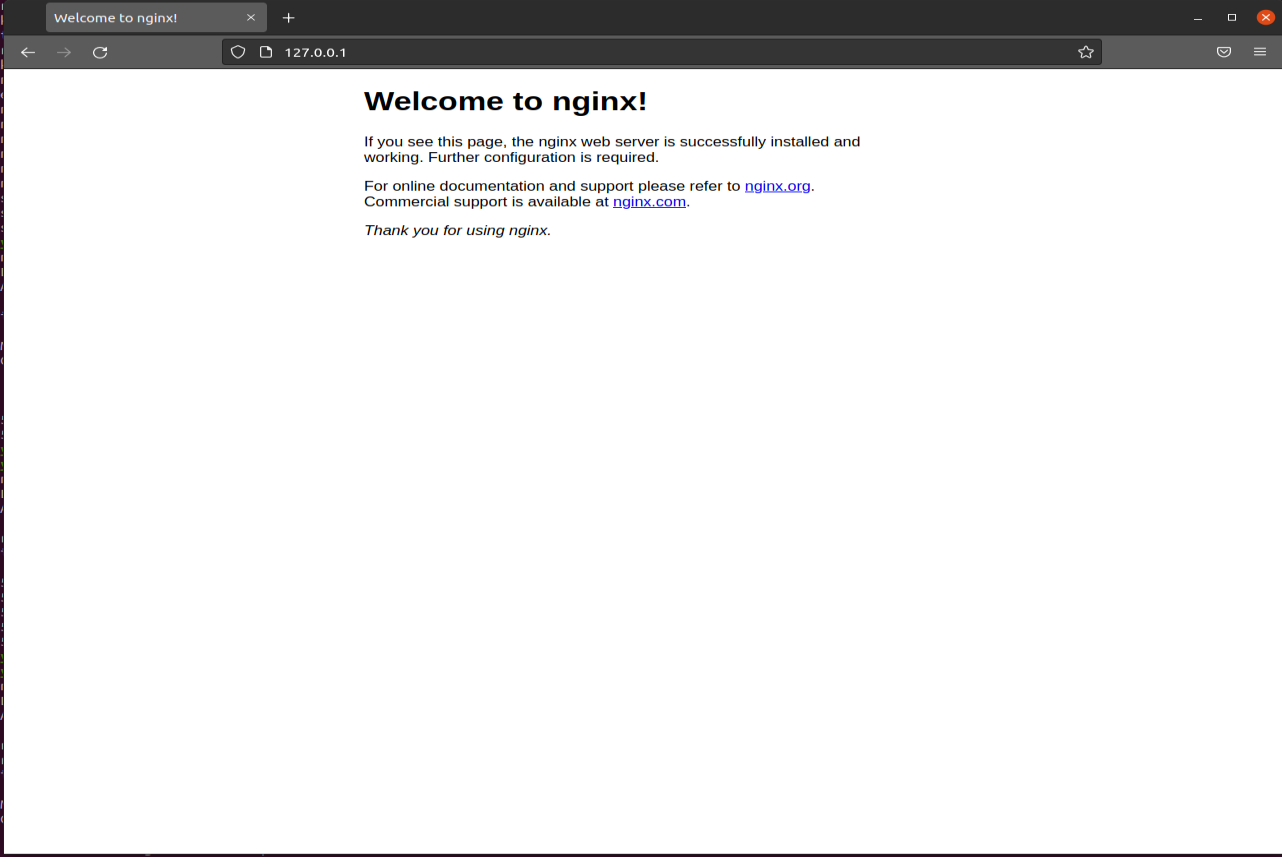 Welcome to nginx!
127.0.0.1
Welcome to nginx!
If you see this page, the nginx web server is successfully installed and
working. Further configuration is required.
For online documentation and support please refer to nginx.org.
Commercial support is available at nginx.com.
Thank you for using nginx.